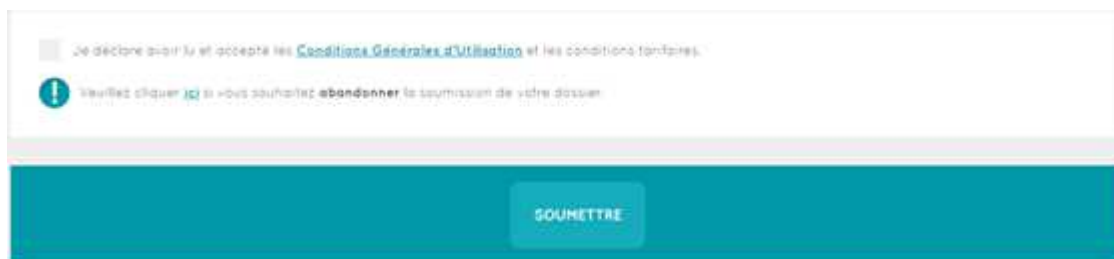 Je déclare avoir lu et accepté les Conditions Générales d'Utilisation et les conditions tarifaires.
Veuillez cliquer ici si vous souhaitez abandonner la soumission de votre dossier.
SOUMETTRE